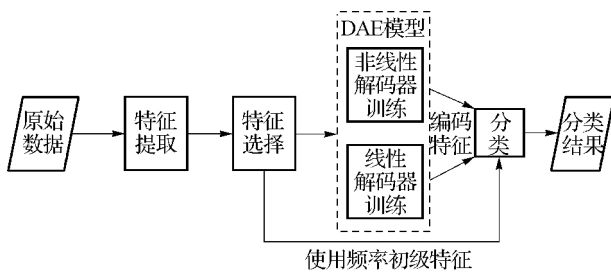 DAE模型
原始
数据
特征
提取
特征
选择
非线性
解码器
训练
线性
解码器
训练
编码
特征
分
类
分类
结果
使用频率初级特征